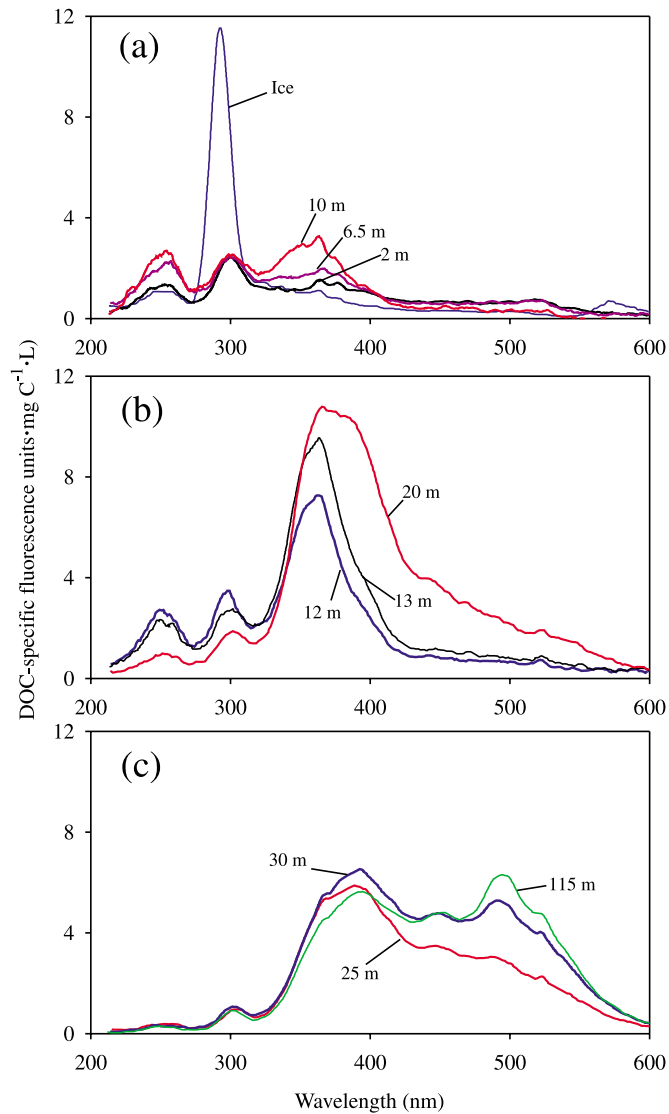 12
(a)
Ice
8
4
10 m
6.5 m
2 m
0
200 300 400 500 600
12
(b)
8
20 m
4
13 m
12 m
0
200 300 400 500 600
12
(c)
8
30 m
115 m
4
25 m
0
200 300 400 500 600
DOC-specific fluorescence units·mg C⁻¹·L)
Wavelength (nm)